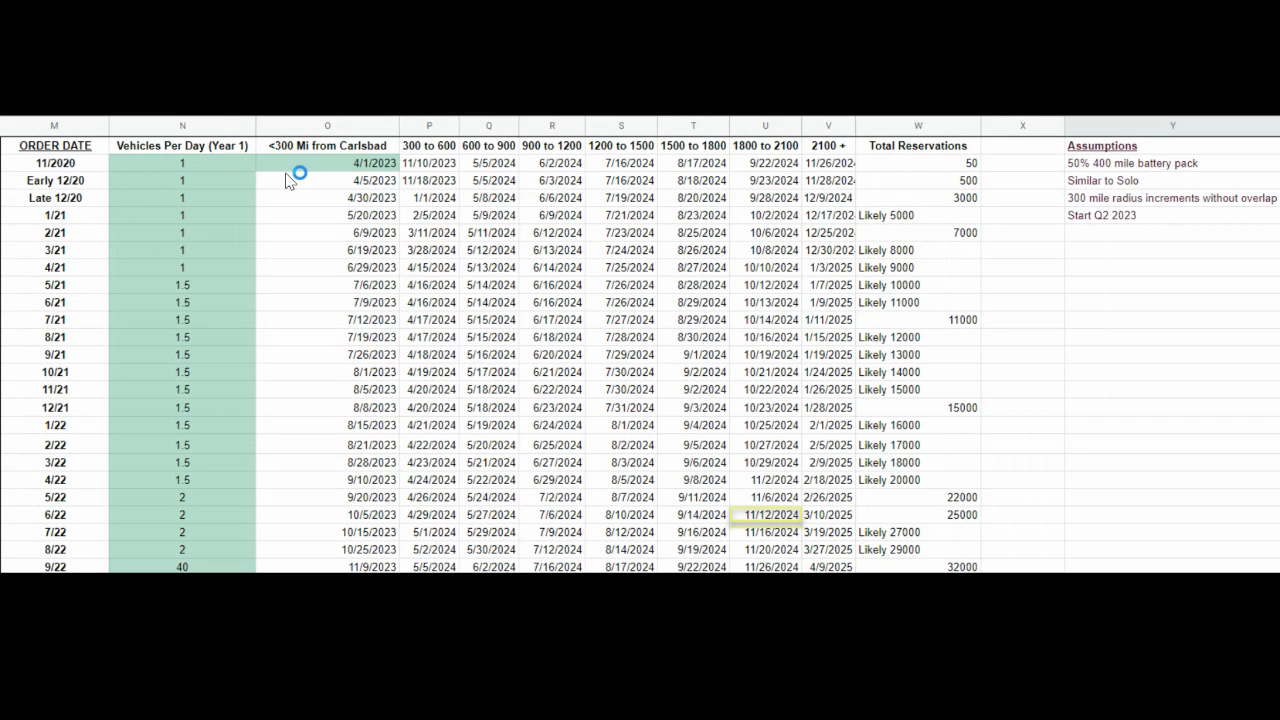 M N O P Q R S T U V W X Y
ORDER DATE Vehicles Per Day (Year 1) <300 Mi from Carlsbad 300 to 600 600 to 900 900 to 1200 1200 to 1500 1500 to 1800 1800 to 2100 2100 + Total Reservations Assumptions
11/2020 1 4/1/2023 11/10/2023 5/5/2024 6/2/2024 7/16/2024 8/17/2024 9/22/2024 11/26/2024 50 50% 400 mile battery pack
Early 12/20 1 4/5/2023 11/18/2023 5/5/2024 6/3/2024 7/16/2024 8/18/2024 9/23/2024 11/28/202 500 Similar to Solo
Late 12/20 1 4/30/2023 1/1/2024 5/8/2024 6/6/2024 7/19/2024 8/20/2024 9/28/2024 12/9/2024 3000 300 mile radius increments without overlap
1/21 1 5/20/2023 2/5/2024 5/9/2024 6/9/2024 7/21/2024 8/23/2024 10/2/2024 12/17/202 Likely 5000 Start Q2 2023
2/21 1 6/9/2023 3/11/2024 5/11/2024 6/12/2024 7/23/2024 8/25/2024 10/6/2024 12/25/202 7000
3/21 1 6/19/2023 3/28/2024 5/12/2024 6/13/2024 7/24/2024 8/26/2024 10/8/2024 12/30/202 Likely 8000
4/21 1 6/29/2023 4/15/2024 5/13/2024 6/14/2024 7/25/2024 8/27/2024 10/10/2024 1/3/2025 Likely 9000
5/21 1.5 7/6/2023 4/16/2024 5/14/2024 6/15/2024 7/26/2024 8/28/2024 10/12/2024 1/7/2025 Likely 10000
6/21 1.5 7/9/2023 4/16/2024 5/14/2024 6/16/2024 7/26/2024 8/29/2024 10/13/2024 1/9/2025 Likely 11000
7/21 1.5 7/12/2023 4/17/2024 5/15/2024 6/17/2024 7/27/2024 8/29/2024 10/14/2024 1/11/2025 11000
8/21 1.5 7/19/2023 4/17/2024 5/15/2024 6/18/2024 7/28/2024 8/30/2024 10/16/2024 1/15/2025 Likely 12000
9/21 1.5 7/26/2023 4/18/2024 5/16/2024 6/20/2024 7/29/2024 9/1/2024 10/19/2024 1/19/2025 Likely 13000
10/21 1.5 8/1/2023 4/19/2024 5/17/2024 6/21/2024 7/30/2024 9/2/2024 10/21/2024 1/24/2025 Likely 14000
11/21 1.5 8/5/2023 4/20/2024 5/18/2024 6/22/2024 7/30/2024 9/2/2024 10/22/2024 1/26/2025 Likely 15000
12/21 1.5 8/8/2023 4/20/2024 5/18/2024 6/23/2024 7/31/2024 9/3/2024 10/23/2024 1/28/2025 15000
1/22 1.5 8/15/2023 4/21/2024 5/19/2024 6/24/2024 8/1/2024 9/4/2024 10/25/2024 2/1/2025 Likely 16000
2/22 1.5 8/21/2023 4/22/2024 5/20/2024 6/25/2024 8/2/2024 9/5/2024 10/27/2024 2/5/2025 Likely 17000
3/22 1.5 8/28/2023 4/23/2024 5/21/2024 6/27/2024 8/3/2024 9/6/2024 10/29/2024 2/9/2025 Likely 18000
4/22 1.5 9/10/2023 4/24/2024 5/22/2024 6/29/2024 8/5/2024 9/8/2024 11/2/2024 2/18/2025 Likely 20000
5/22 2 9/20/2023 4/26/2024 5/24/2024 7/2/2024 8/7/2024 9/11/2024 11/6/2024 2/26/2025 22000
6/22 2 10/5/2023 4/29/2024 5/27/2024 7/6/2024 8/10/2024 9/14/2024 11/12/2024 3/10/2025 25000
7/22 2 10/15/2023 5/1/2024 5/29/2024 7/9/2024 8/12/2024 9/16/2024 11/16/2024 3/19/2025 Likely 27000
8/22 2 10/25/2023 5/2/2024 5/30/2024 7/12/2024 8/14/2024 9/19/2024 11/20/2024 3/27/2025 Likely 29000
9/22 40 11/9/2023 5/5/2024 6/2/2024 7/16/2024 8/17/2024 9/22/2024 11/26/2024 4/9/2025 32000